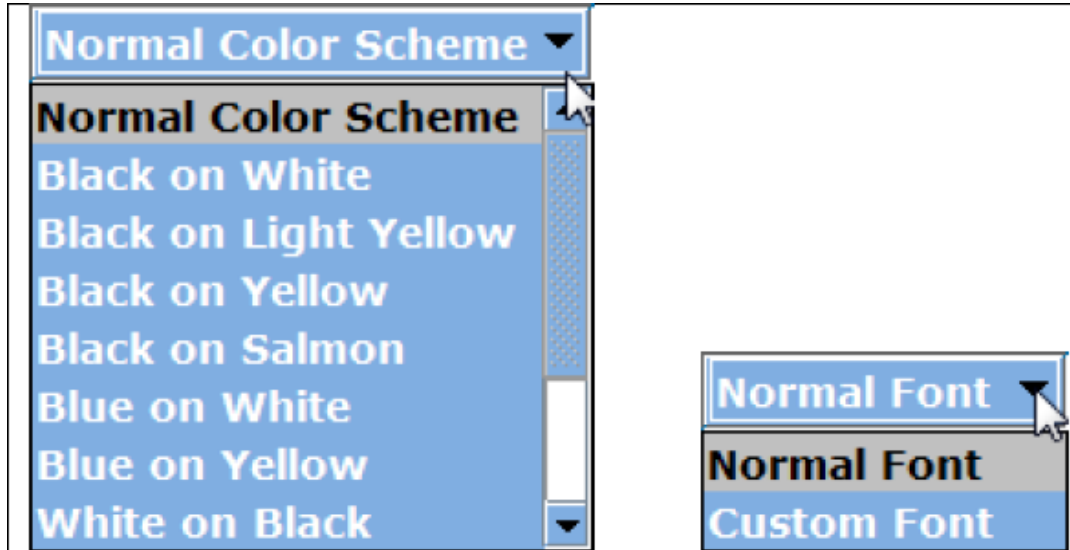 Normal Color Scheme
Normal Color Scheme
Black on White
Black on Light Yellow
Black on Yellow
Black on Salmon
Blue on White
Blue on Yellow
White on Black
Normal Font
Normal Font
Custom Font